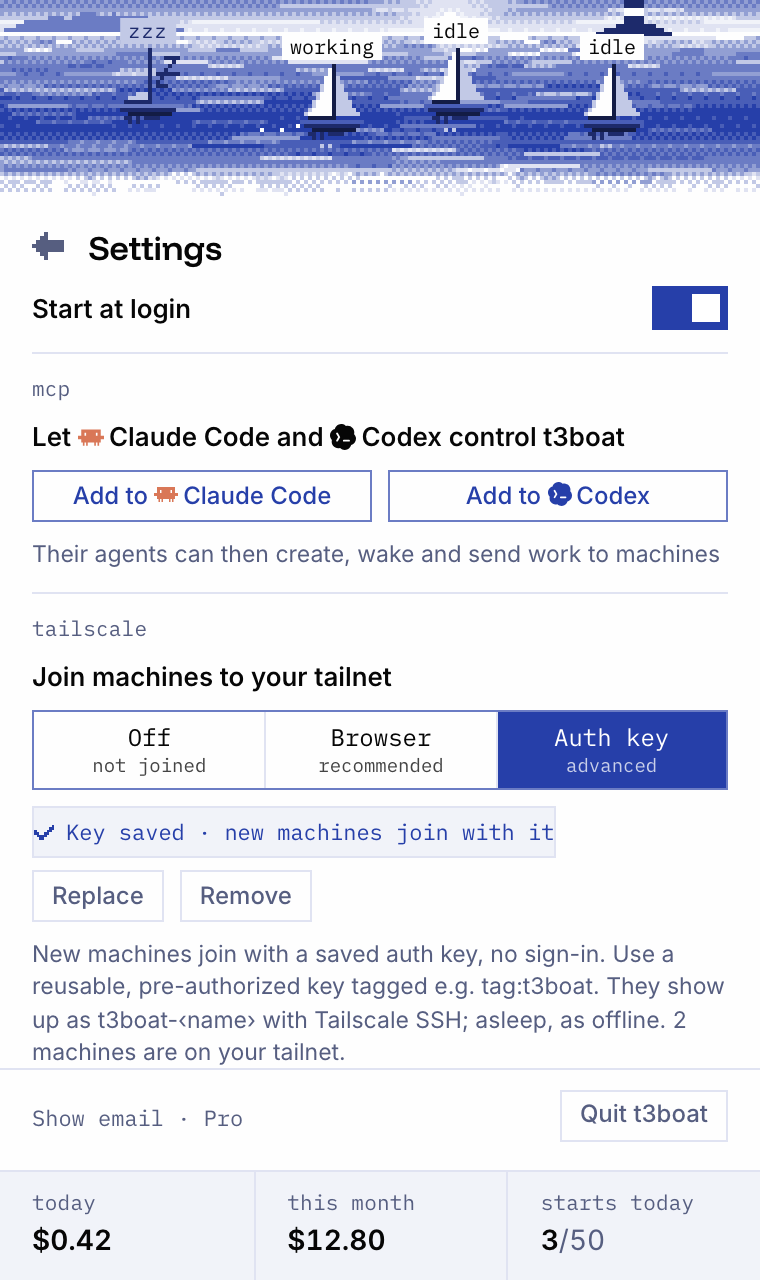 zzz
working
idle
idle
Settings
Start at login
mcp
Let Claude Code and Codex control t3boat
Add to Claude Code
Add to Codex
Their agents can then create, wake and send work to machines
tailscale
Join machines to your tailnet
Off
not joined
Browser
recommended
Auth key
advanced
Key saved · new machines join with it
Replace
Remove
New machines join with a saved auth key, no sign-in. Use a
reusable, pre-authorized key tagged e.g. tag:t3boat. They show
up as t3boat-‹name› with Tailscale SSH; asleep, as offline. 2
machines are on your tailnet.
Show email · Pro
Quit t3boat
today
$0.42
this month
$12.80
starts today
3/50